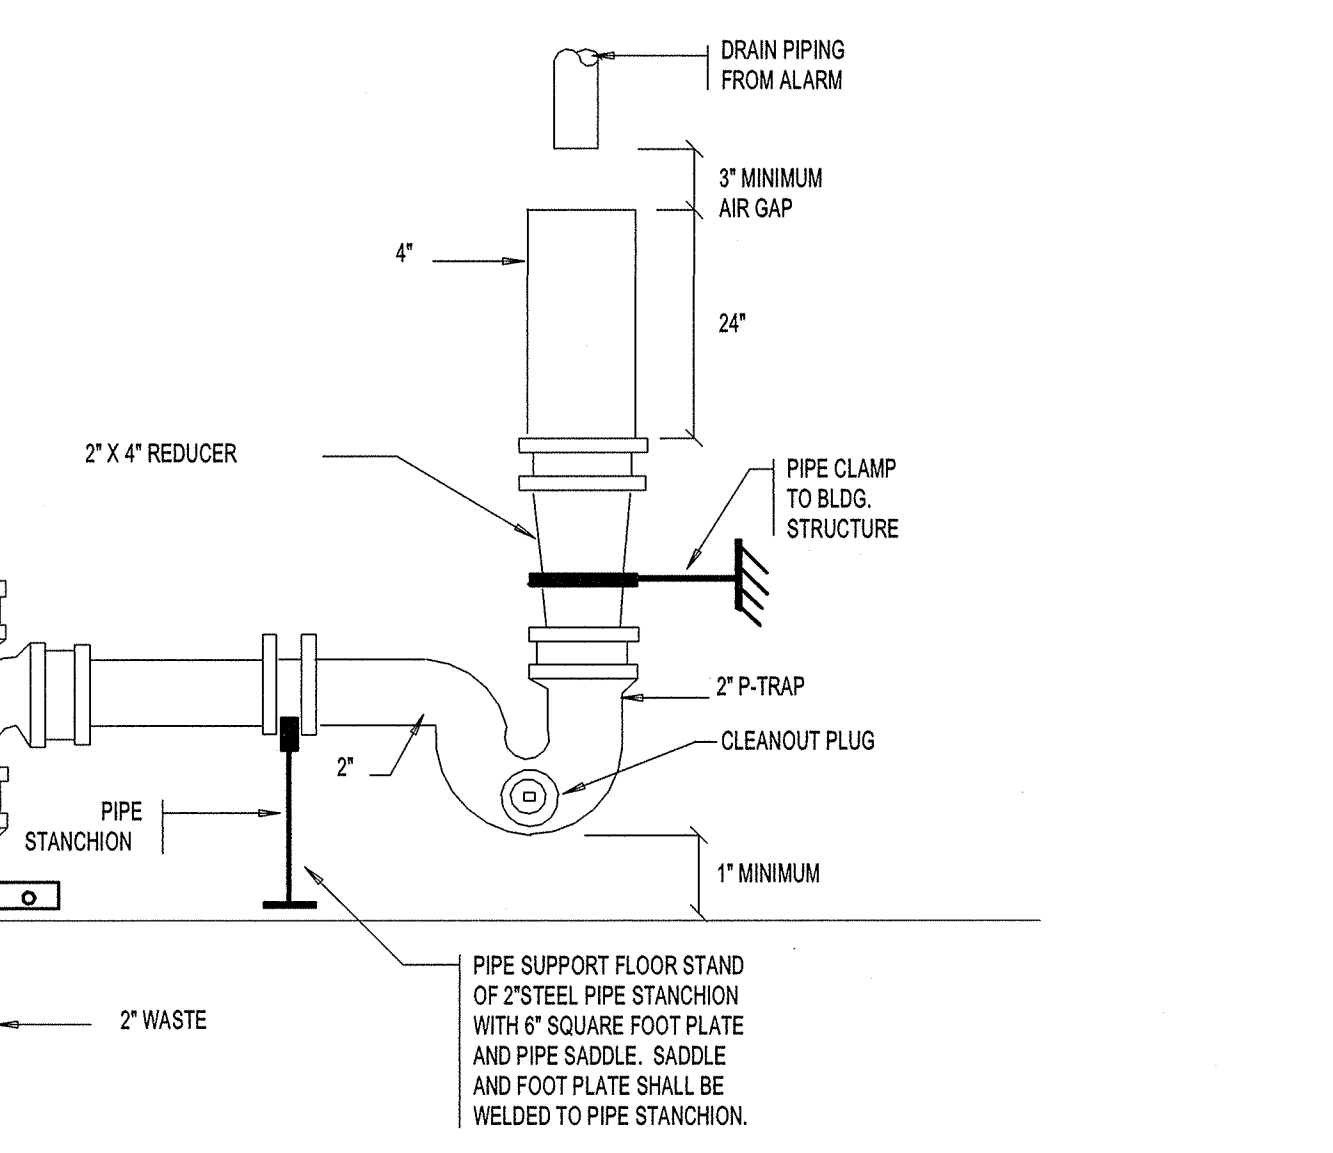 DRAIN PIPING
FROM ALARM
3" MINIMUM
AIR GAP
4"
24"
2" X 4" REDUCER
PIPE CLAMP
TO BLDG.
STRUCTURE
2" P-TRAP
CLEANOUT PLUG
2"
PIPE
STANCHION
1" MINIMUM
PIPE SUPPORT FLOOR STAND
OF 2"STEEL PIPE STANCHION
WITH 6" SQUARE FOOT PLATE
AND PIPE SADDLE. SADDLE
AND FOOT PLATE SHALL BE
WELDED TO PIPE STANCHION.
2" WASTE